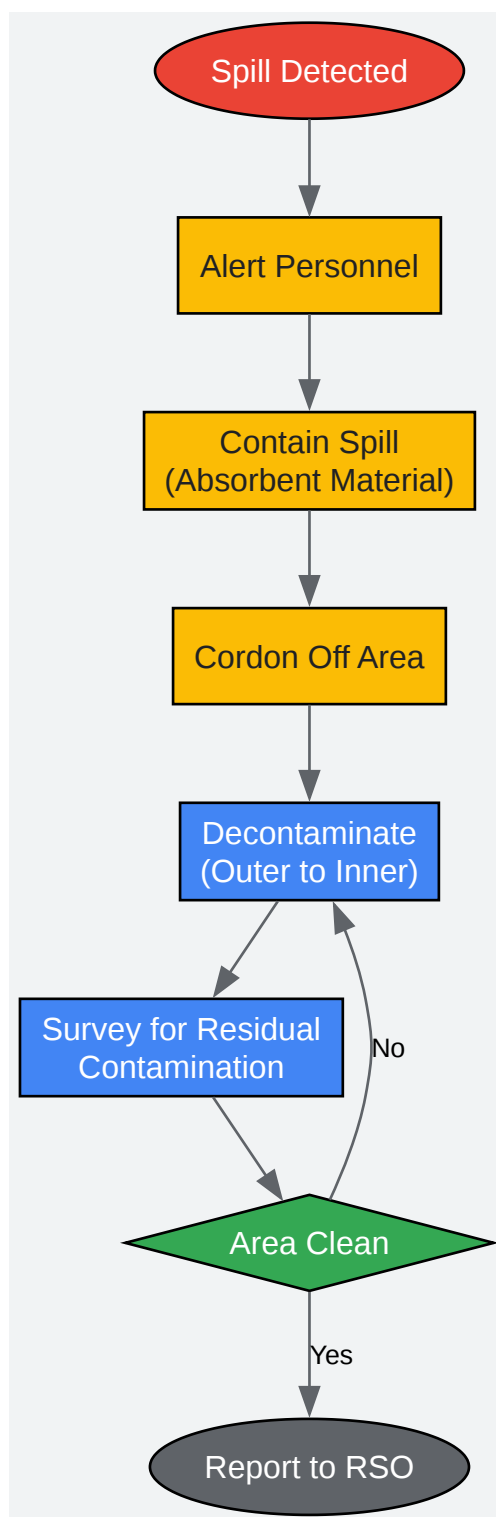 Spill Detected
Alert Personnel
Contain Spill
(Absorbent Material)
Cordon Off Area
Decontaminate
(Outer to Inner)
Survey for Residual
Contamination
No
Area Clean
Yes
Report to RSO